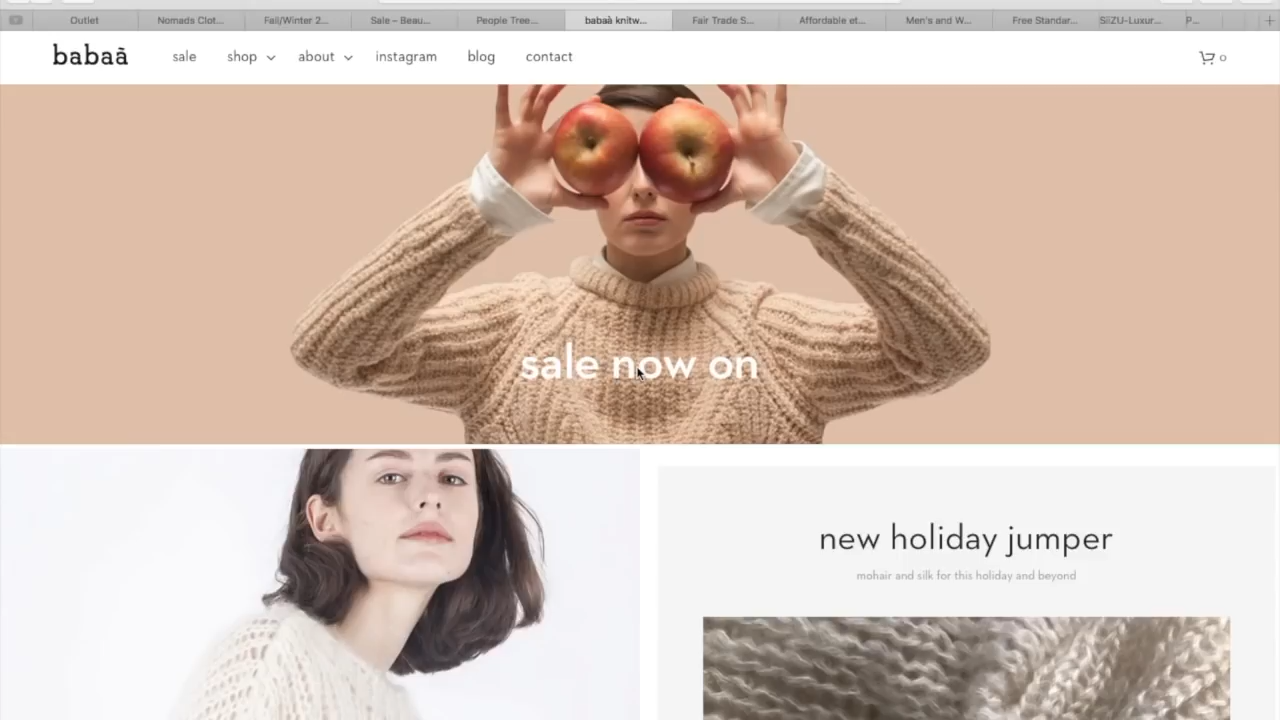 Outlet
Nomads Clot...
Fall/Winter 2...
Sale – Beau...
People Tree...
babaà knitw...
Fair Trade S...
Affordable et...
Men's and W...
Free Standar...
SiiZU-Luxur...
P...
babaà
sale
shop
about
instagram
blog
contact
0
sale now on
new holiday jumper
mohair and silk for this holiday and beyond